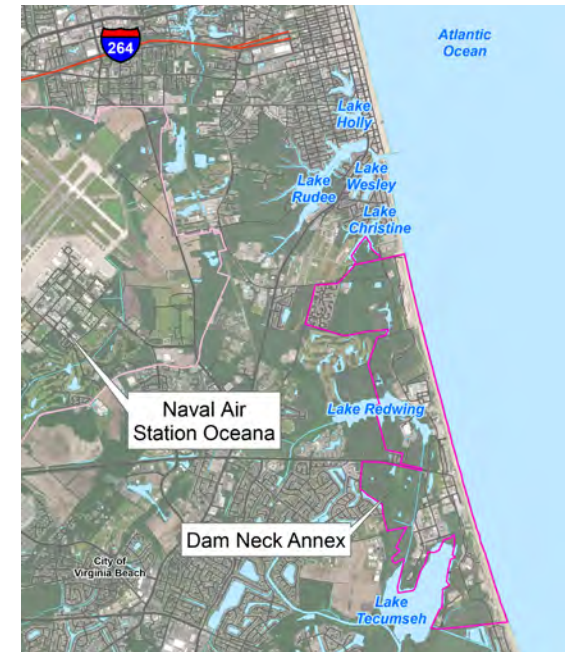 264
Atlantic
Ocean
Lake
Holly
Lake
Wesley
Lake
Rudee
Lake
Christine
Naval Air
Station Oceana
Lake Redwing
Dam Neck Annex
City of
Virginia Beach
Lake
Tecumseh